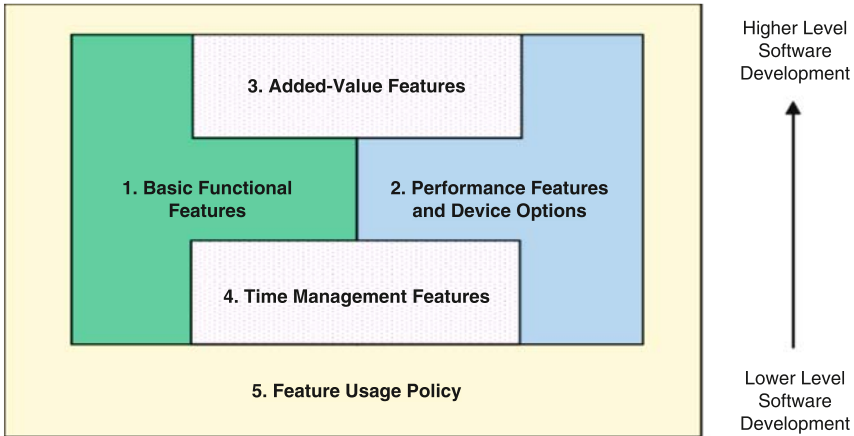 3. Added-Value Features
1. Basic Functional
Features
2. Performance Features
and Device Options
4. Time Management Features
5. Feature Usage Policy
Higher Level
Software
Development
Lower Level
Software
Development